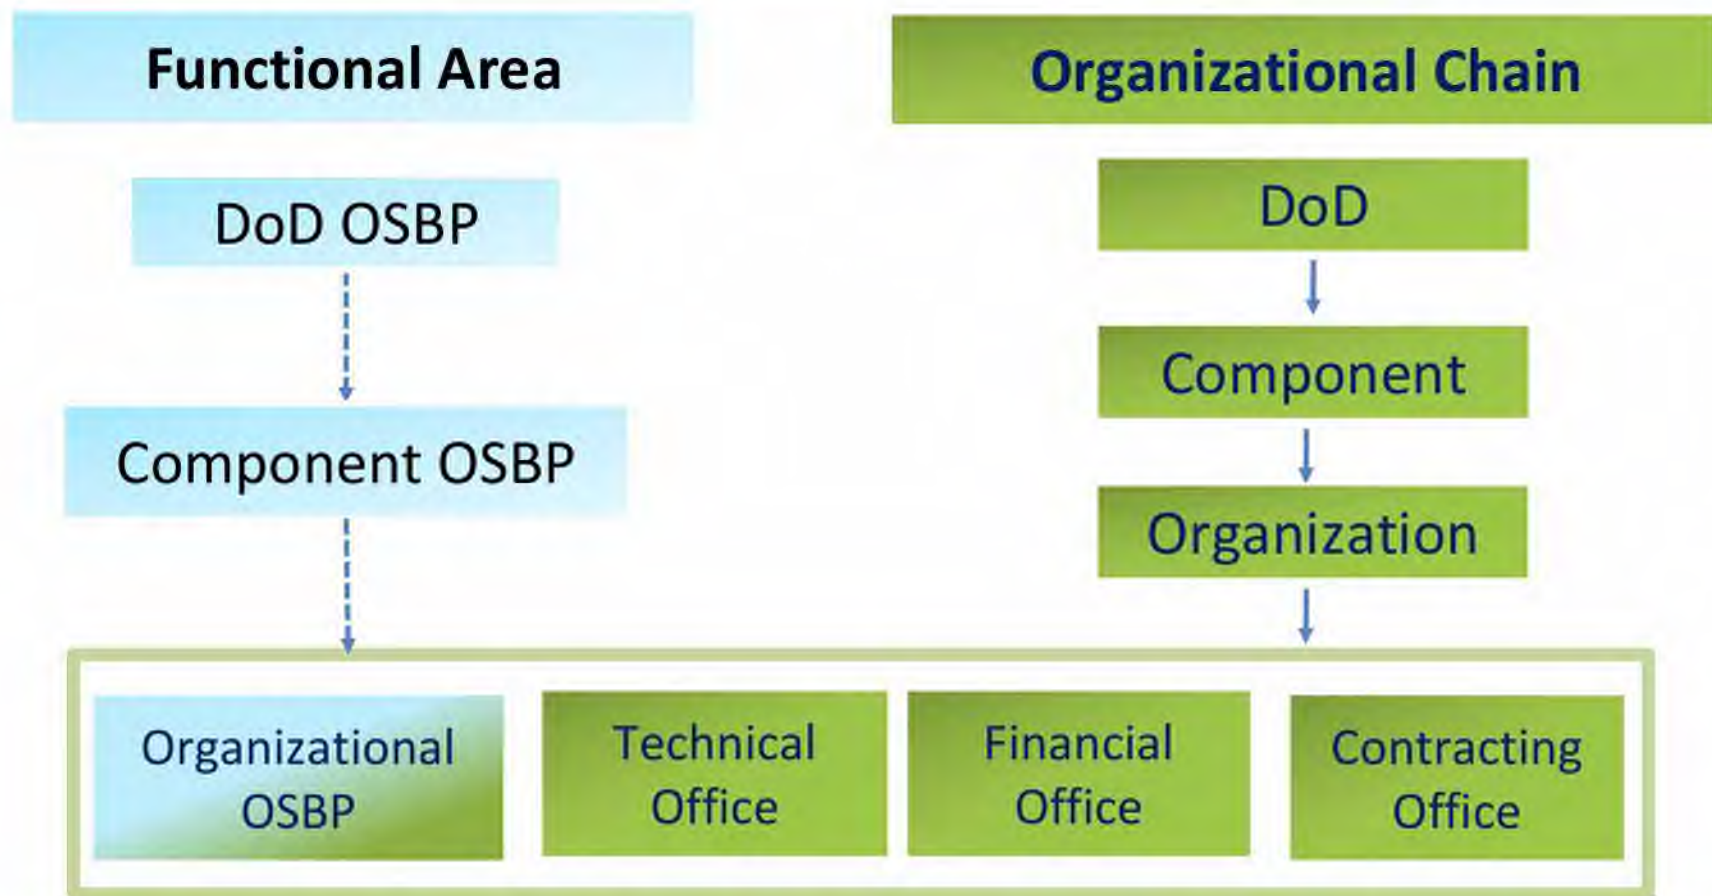 Functional Area
Organizational Chain
DoD OSBP
DoD
Component
Component OSBP
Organization
Organizational
OSBP
Technical
Office
Financial
Office
Contracting
Office